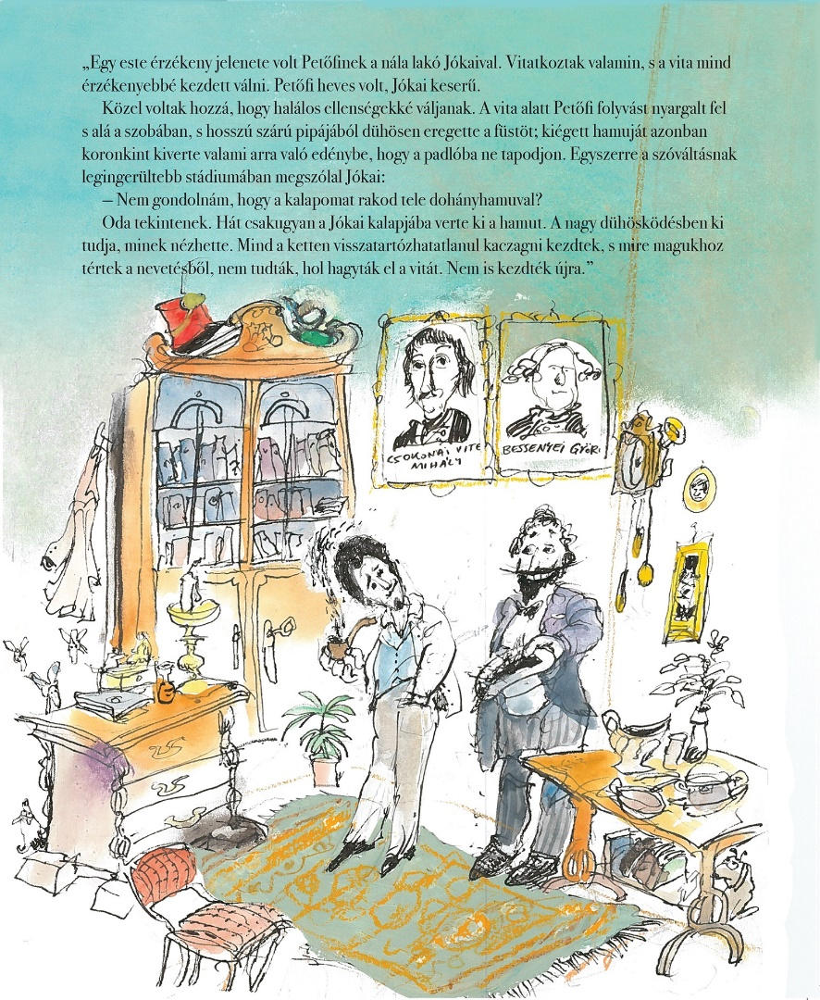 „Egy este érzékeny jelenete volt Petőfinek a nála lakó Jókaival. Vitatkoztak valamin, s a vita mind
érzékenyebbé kezdett válni. Petőfi heves volt, Jókai keserű.
Közel voltak hozzá, hogy halálos ellenségekké váljanak. A vita alatt Petőfi folyvást nyargalt fel
s alá a szobában, s hosszú szárú pipájából dühösen eregette a füstöt; kiégett hamuját azonban
koronkint kiverte valami arra való edénybe, hogy a padlóba ne tapodjon. Egyszerre a szóváltásnak
legingerültebb stádiumában megszólal Jókai:
– Nem gondolnám, hogy a kalapomat rakod tele dohányhamuval?
Oda tekintenek. Hát csakugyan a Jókai kalapjába verte ki a hamut. A nagy dühösködésben ki
tudja, minek nézhette. Mind a ketten visszatartózhatatlanul kaczagni kezdtek, s mire magukhoz
tértek a nevetésből, nem tudták, hol hagyták el a vitát. Nem is kezdték újra.”
CSOKONAI VITÉ
MIHÁLY
BESSENYEI GYÖR